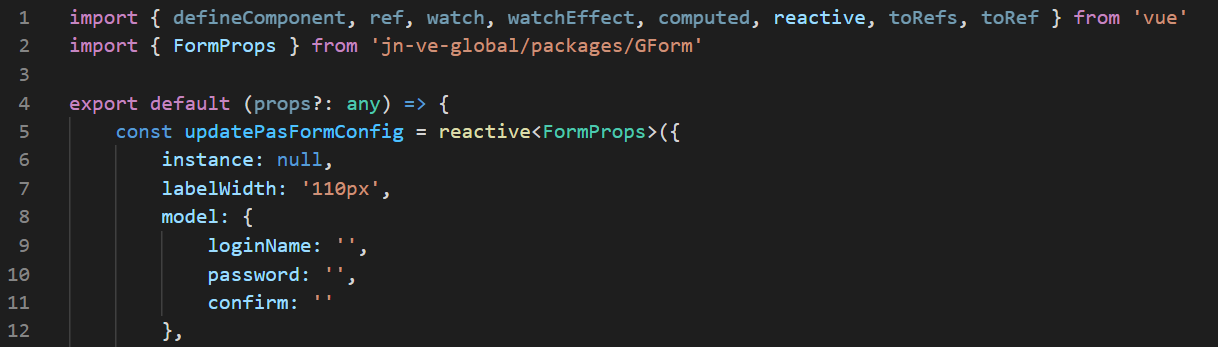 1 import { defineComponent, ref, watch, watchEffect, computed, reactive, toRefs, toRef } from 'vue'
2 import { FormProps } from 'jn-ve-global/packages/GForm'
3
4 export default (props?: any) => {
5     const updatePasFormConfig = reactive<FormProps>({
6         instance: null,
7         labelWidth: '110px',
8         model: {
9             loginName: '',
10             password: '',
11             confirm: ''
12         },